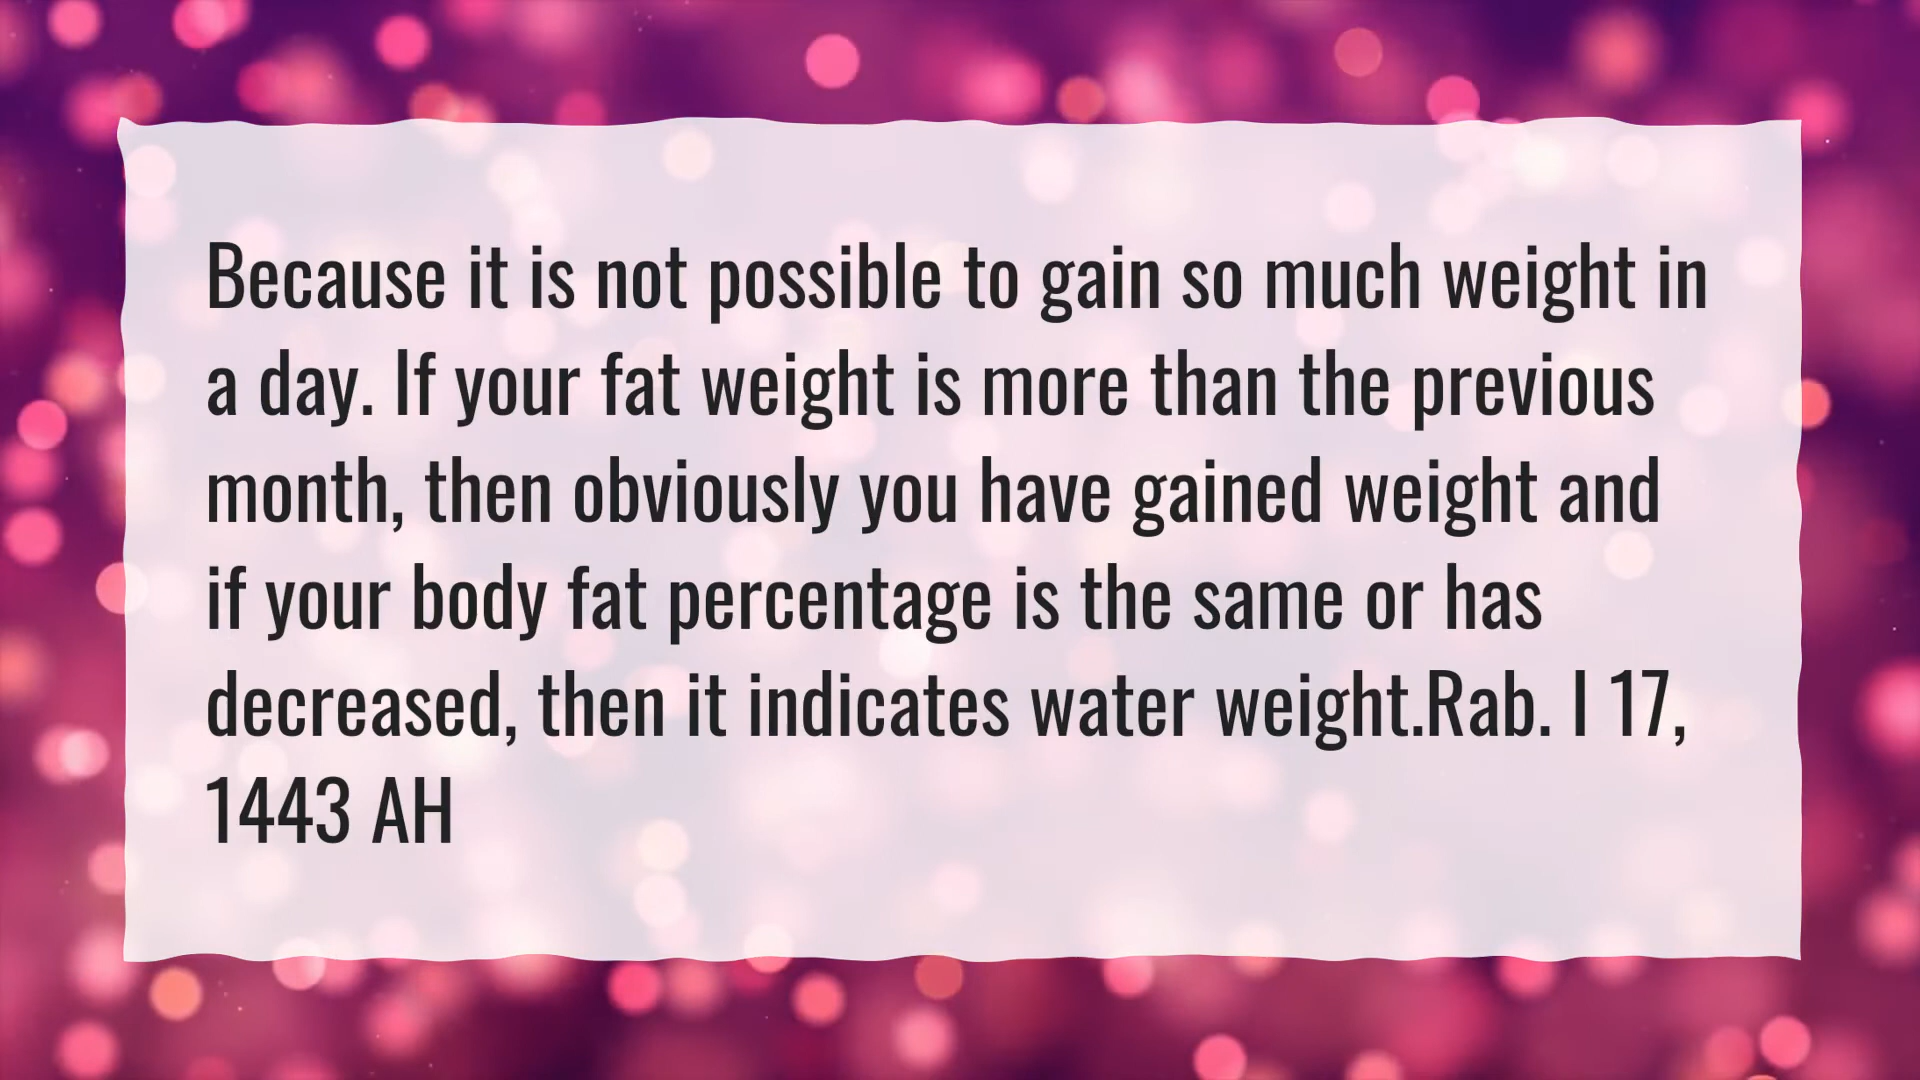 Because it is not possible to gain so much weight in
a day. If your fat weight is more than the previous
month, then obviously you have gained weight and
if your body fat percentage is the same or has
decreased, then it indicates water weight.Rab. I 17,
1443 AH